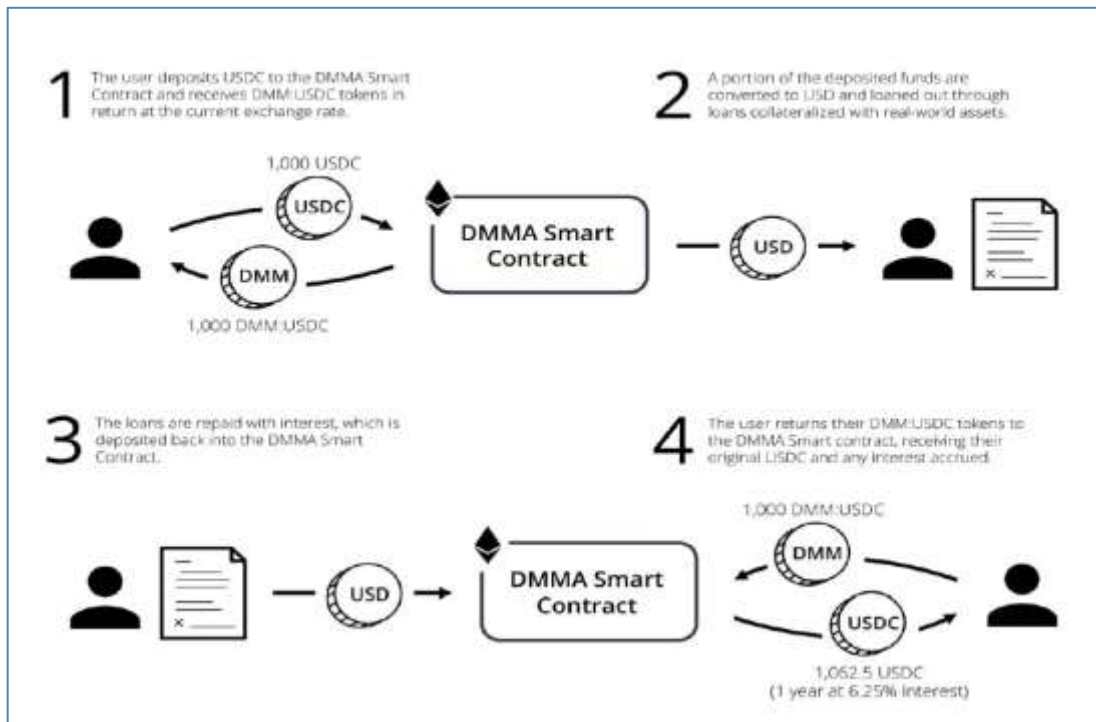 1
The user deposits USDC to the DMMA Smart
Contract and receives DMM:USDC tokens in
return at the current exchange rate.
2
A portion of the deposited funds are
converted to USD and loaned out through
loans collateralized with real-world assets.
1,000 USDC
USDC
DMM
1,000 DMM:USDC
DMMA Smart
Contract
USD
×
3
The loans are repaid with interest, which is
deposited back into the DMMA Smart
Contract.
4
The user returns their DMM:USDC tokens to
the DMMA Smart contract, receiving their
original USDC and any interest accrued.
×
USD
DMMA Smart
Contract
1,000 DMM:USDC
DMM
USDC
1,062.5 USDC
(1 year at 6.25% interest)